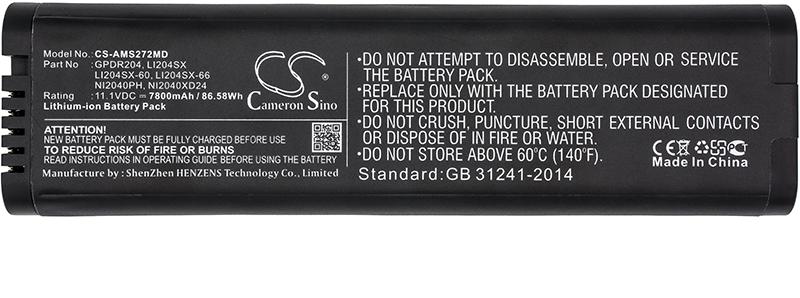 Model No.: CS-AMS272MD
Part No :GPDR204, LI204SX
LI204SX-60, LI204SX-66
NI2040PH, NI2040XD24
Rating :11.1VDC = 7800mAh / 86.58Wh
Lithium-ion Battery Pack
CS
Cameron Sino
ATTENTION!
NEW BATTERY PACK MUST BE FULLY CHARGED BEFORE USE
TO REDUCE RISK OF FIRE OR INJURY
READ INSTRUCTIONS IN OPERATING GUIDE BEFORE USING THE BATTERY
Manufacture by : ShenZhen HENZENS Technology Co., Limited
※DO NOT ATTEMPT TO DISASSEMBLE, OPEN OR SERVICE
THE BATTERY PACK.
※REPLACE ONLY WITH THE BATTERY PACK DESIGNATED
FOR THIS PRODUCT.
※DO NOT CRUSH, PUNCTURE, SHORT EXTERNAL CONTACTS
OR DISPOSE OF IN FIRE OR WATER.
※DO NOT STORE ABOVE 60°C (140°F).
Standard:GB 31241-2014
CE
Made In China